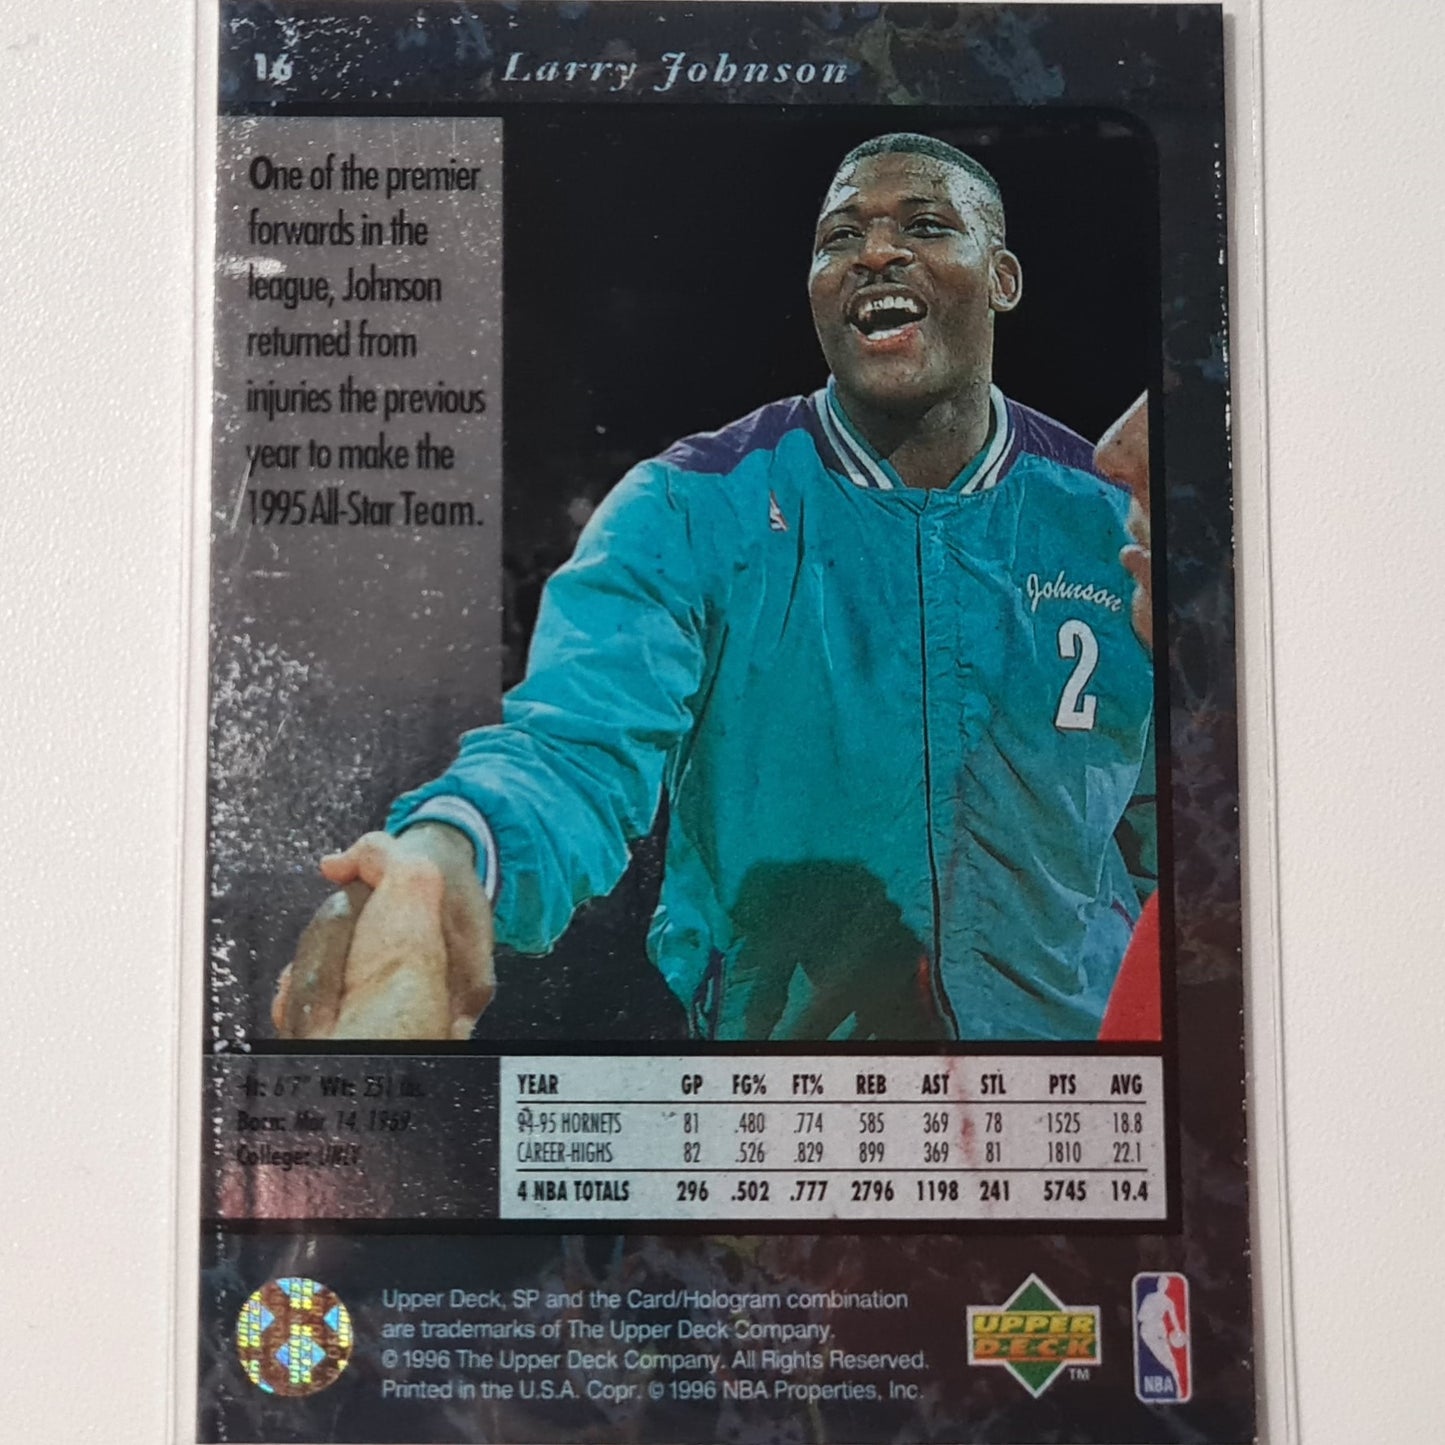 16 Larry Johnson
One of the premier
forwards in the
league, Johnson
returned from
injuries the previous
year to make the
1995 All-Star Team.
Johnson
2
Ht: 6'7" Wt: 251 lbs.
Born: Mar 14, 1969
College: UNLV
YEAR GP FG% FT% REB AST STL PTS AVG
94-95 HORNETS 81 .480 .774 585 369 78 1525 18.8
CAREER-HIGHS 82 .526 .829 899 369 81 1810 22.1
4 NBA TOTALS 296 .502 .777 2796 1198 241 5745 19.4
Upper Deck, SP and the Card/Hologram combination
are trademarks of The Upper Deck Company.
© 1996 The Upper Deck Company. All Rights Reserved.
Printed in the U.S.A. Copr. © 1996 NBA Properties, Inc.
UPPER
DECK
TM
NBA